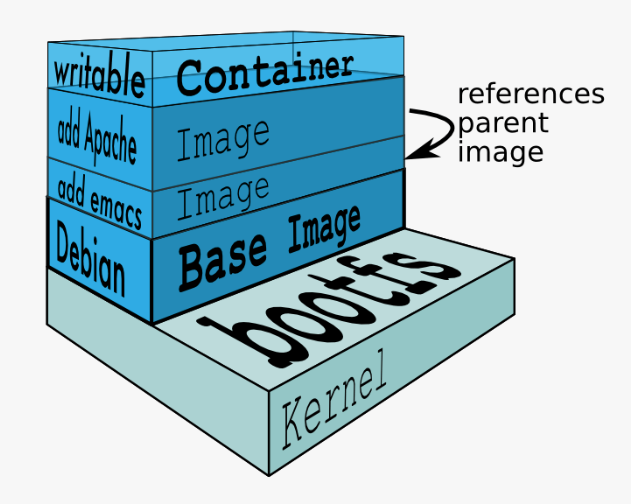 writable Container
add Apache Image
add emacs Image
Debian Base Image
references
parent
image
bootfs
Kernel